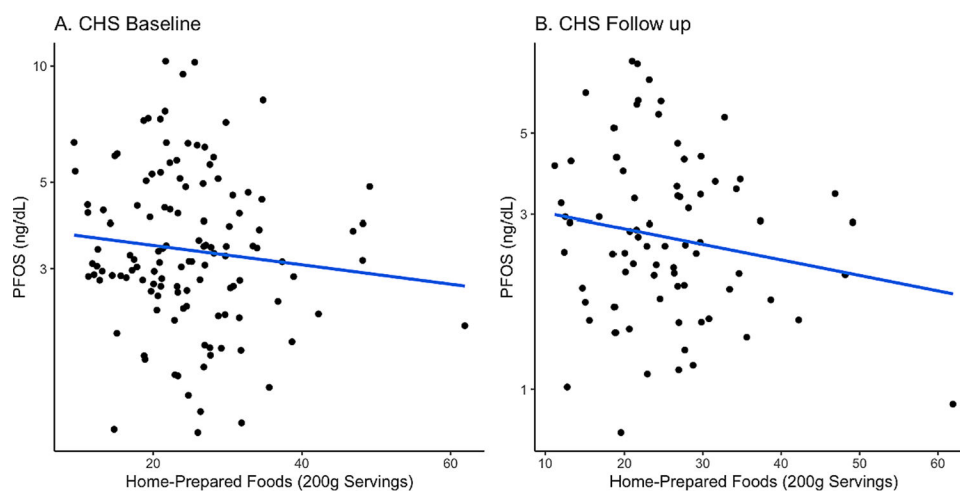 A. CHS Baseline
10
5
3
PFOS (ng/dL)
20
40
60
Home-Prepared Foods (200g Servings)
B. CHS Follow up
5
3
1
PFOS (ng/dL)
10
20
30
40
50
60
Home-Prepared Foods (200g Servings)